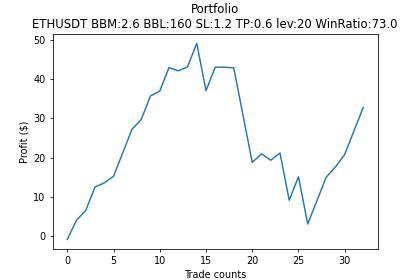 Portfolio
ETHUSDT BBM:2.6 BBL:160 SL:1.2 TP:0.6 lev:20 WinRatio:73.0
50
40
30
20
10
0
Profit ($)
0 5 10 15 20 25 30
Trade counts